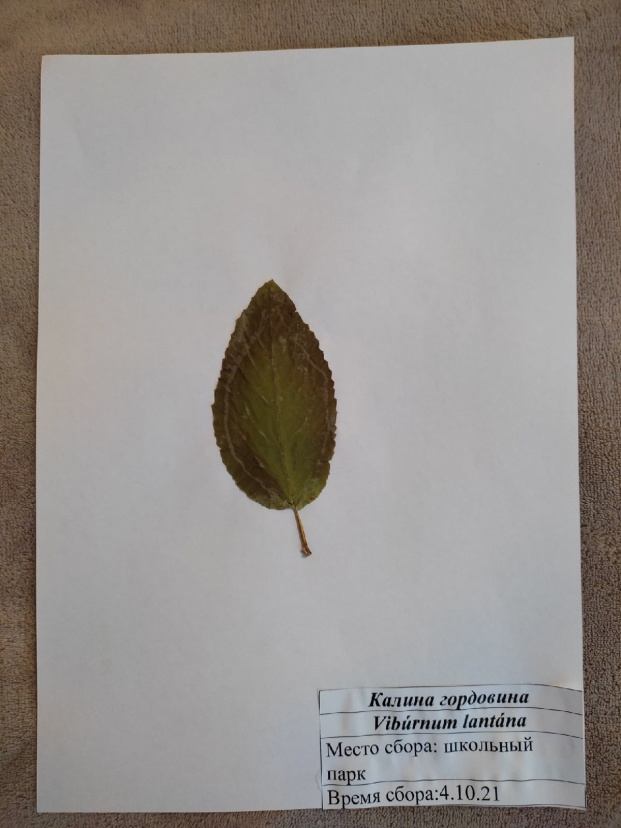 Калина гордовина
Vibúrnum lantána
Место сбора: школьный
парк
Время сбора:4.10.21